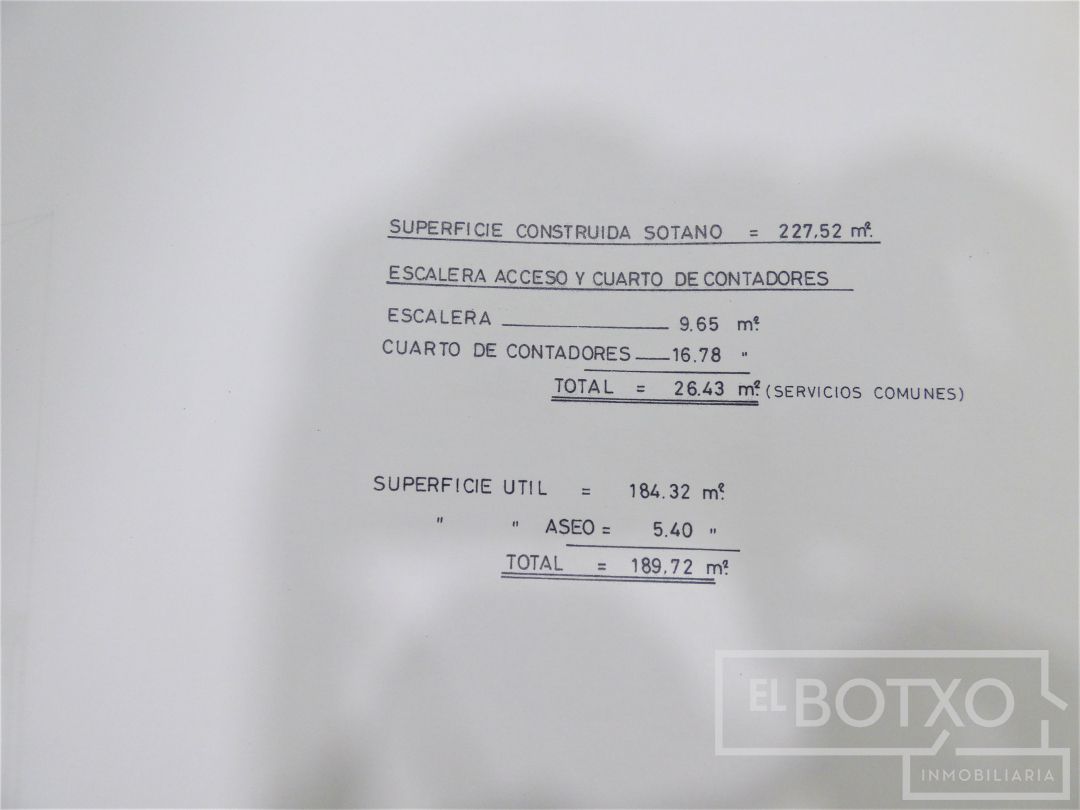 SUPERFICIE CONSTRUIDA SOTANO = 227,52 m².
ESCALERA ACCESO Y CUARTO DE CONTADORES
ESCALERA 9.65 m².
CUARTO DE CONTADORES 16.78 "
TOTAL = 26.43 m². (SERVICIOS COMUNES)
SUPERFICIE UTIL = 184.32 m².
" " ASEO = 5.40 "
TOTAL = 189,72 m².
EL BOTXO
INMOBILIARIA